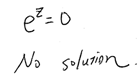 e^z = 0
No solution.